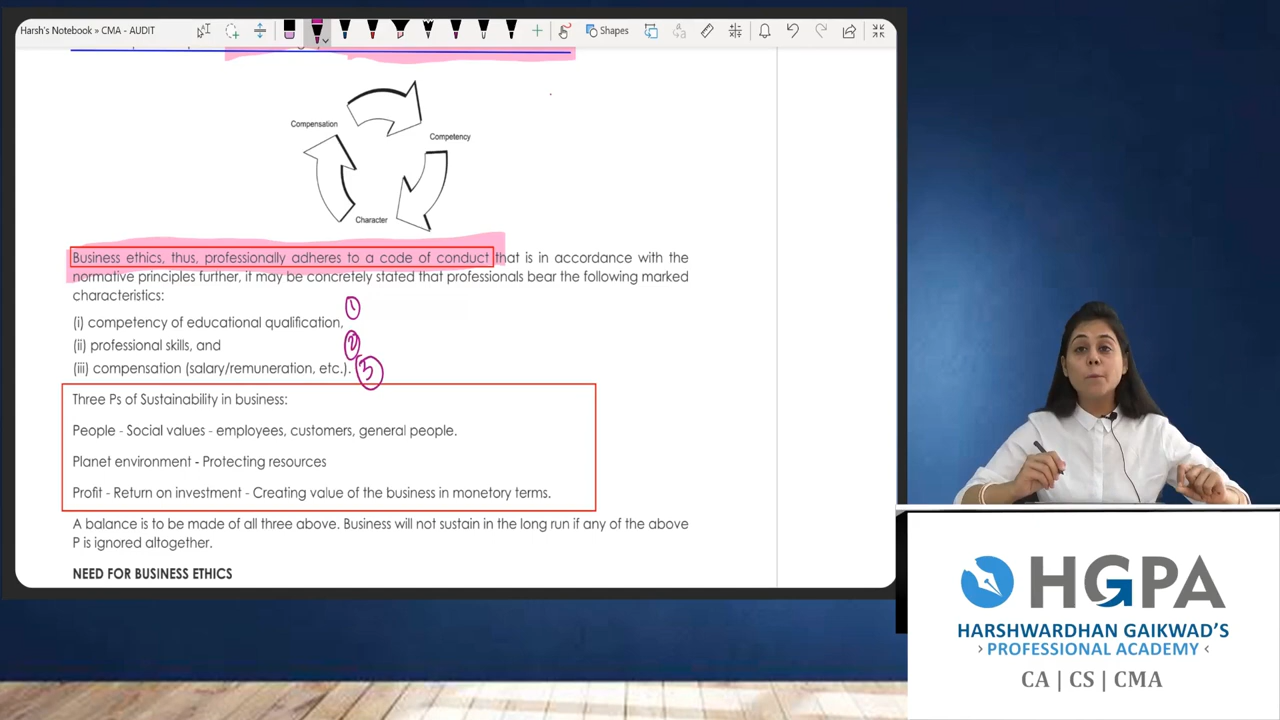 Harsh's Notebook » CMA - AUDIT
Shapes
Compensation
Competency
Character
Business ethics, thus, professionally adheres to a code of conduct that is in accordance with the
normative principles further, it may be concretely stated that professionals bear the following marked
characteristics:
(i) competency of educational qualification, 1
(ii) professional skills, and 2
(iii) compensation (salary/remuneration, etc.). 3
Three Ps of Sustainability in business:
People - Social values - employees, customers, general people.
Planet environment - Protecting resources
Profit - Return on investment - Creating value of the business in monetory terms.
A balance is to be made of all three above. Business will not sustain in the long run if any of the above
P is ignored altogether.
NEED FOR BUSINESS ETHICS
HGPA
HARSHWARDHAN GAIKWAD'S
› PROFESSIONAL ACADEMY ‹
CA | CS | CMA